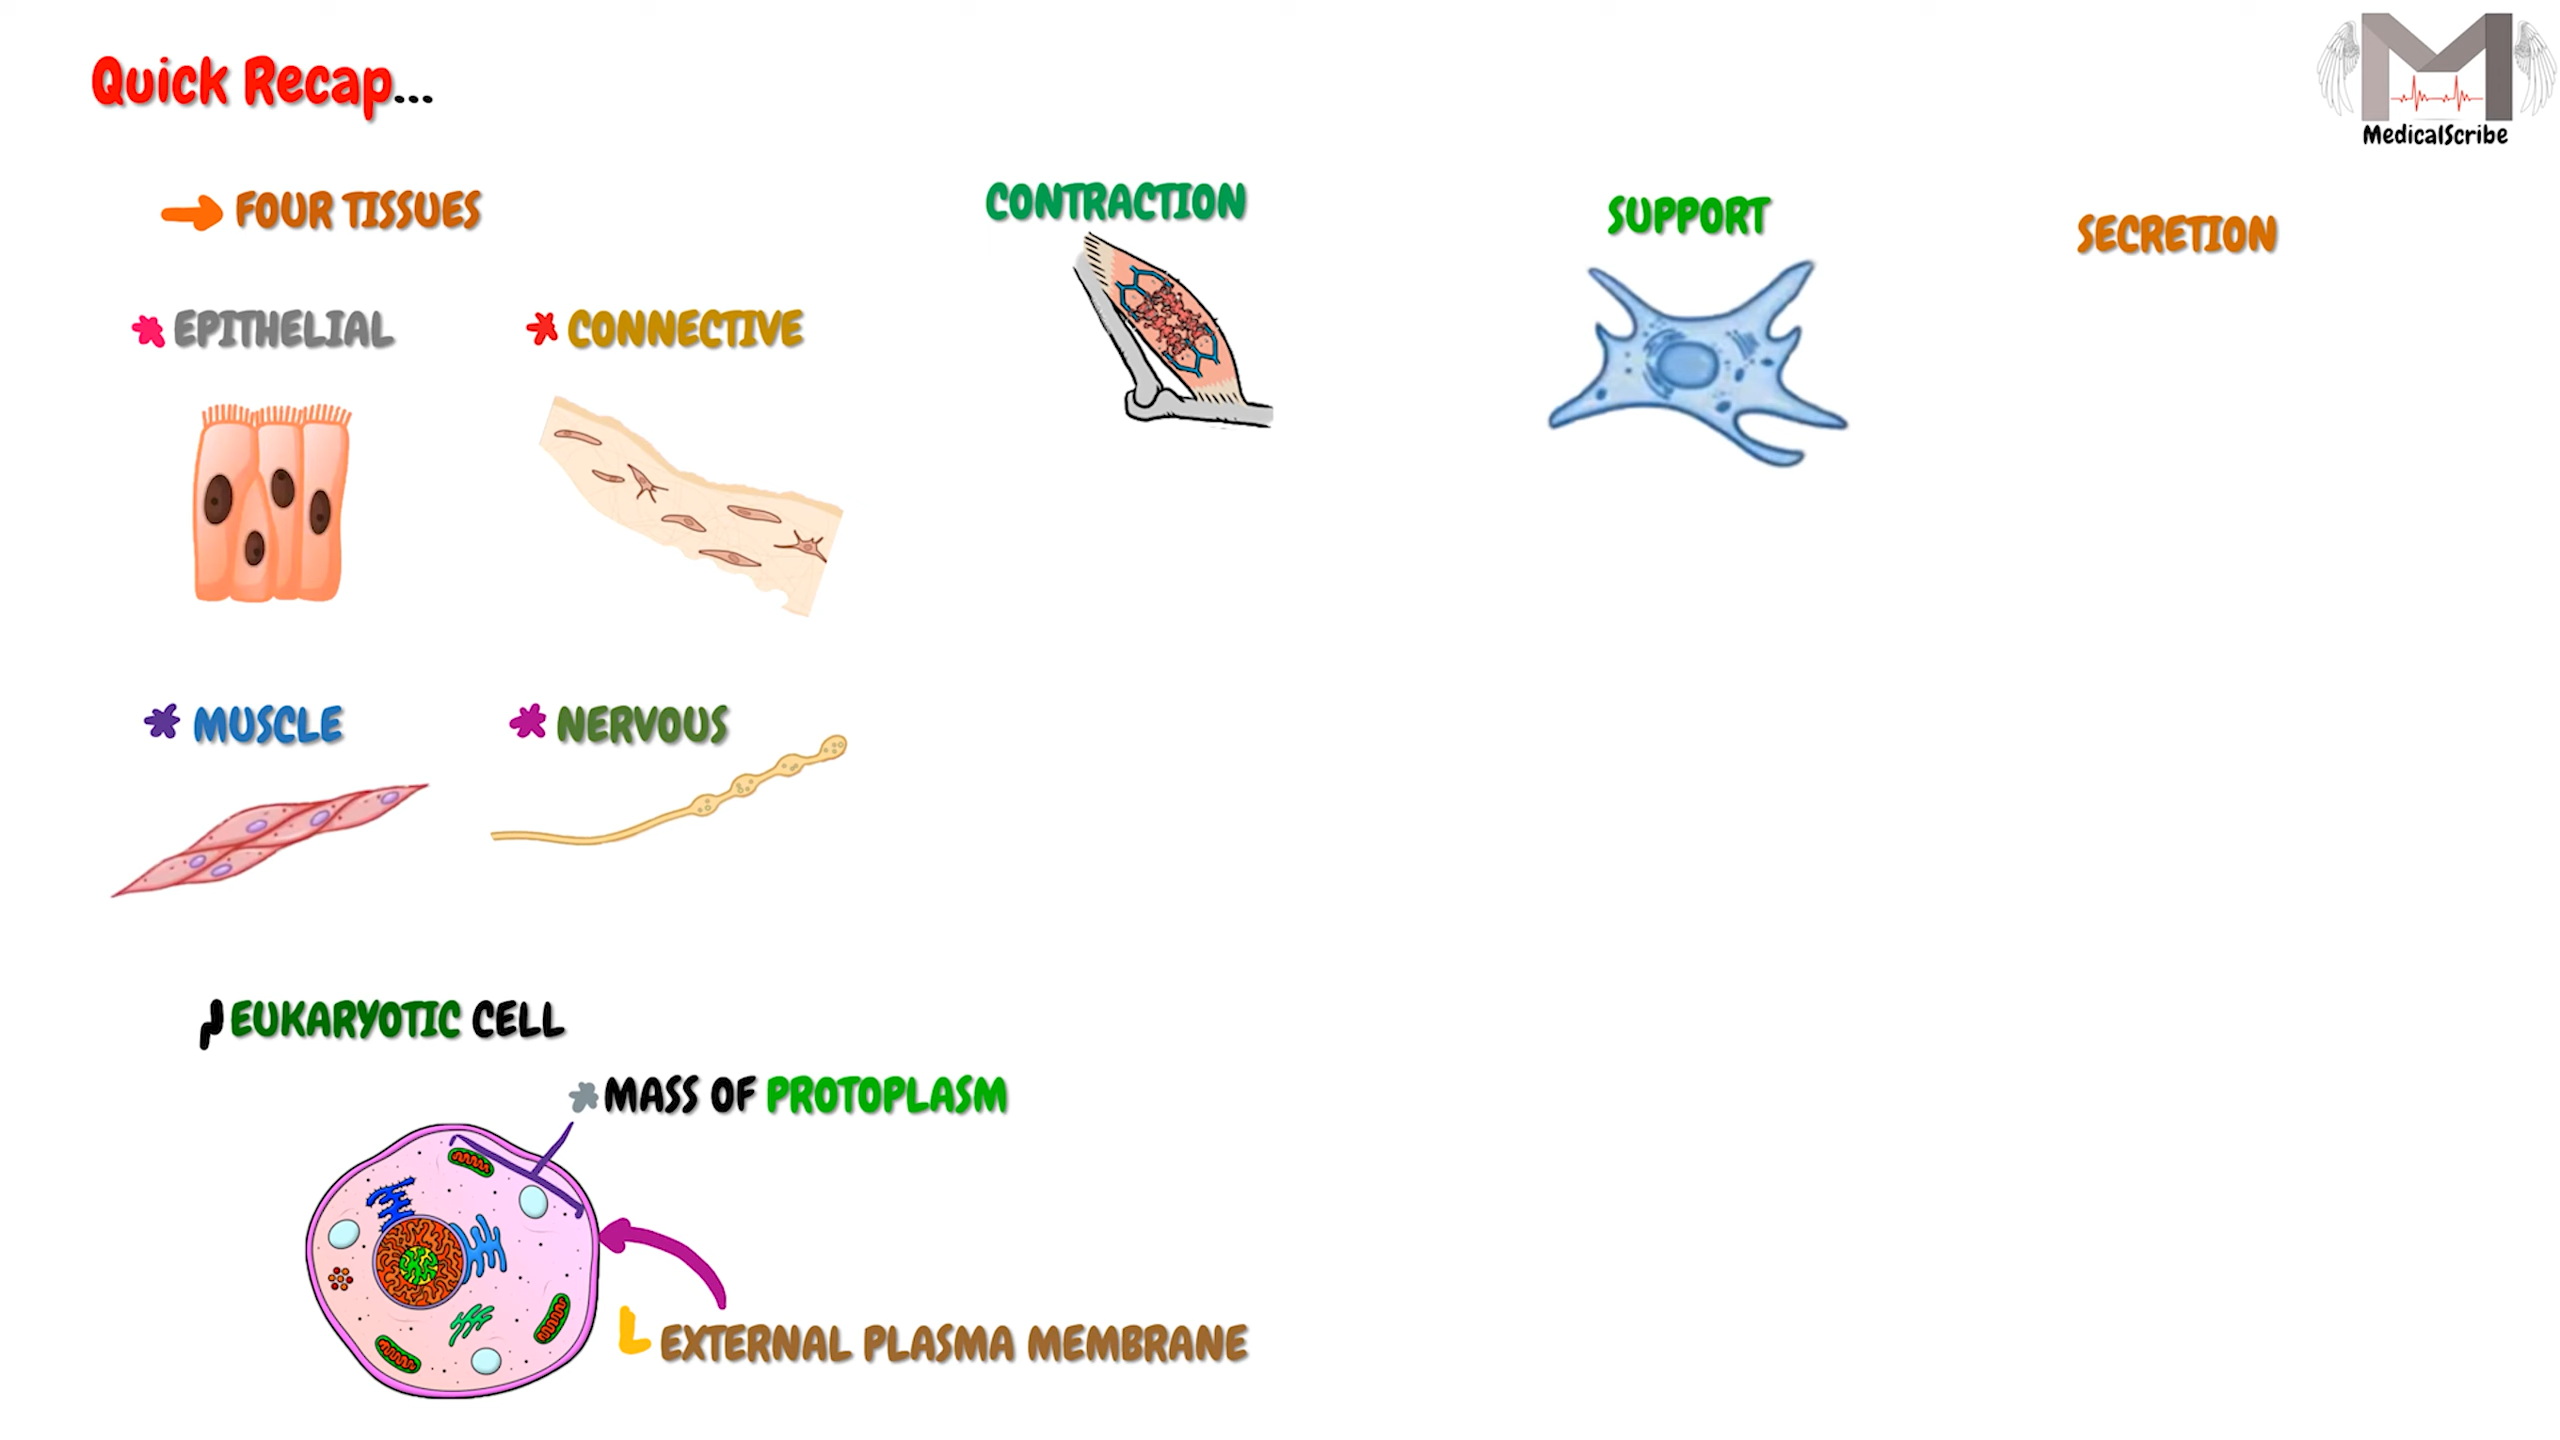 Quick Recap...
MedicalScribe
FOUR TISSUES
CONTRACTION
SUPPORT
SECRETION
* EPITHELIAL
* CONNECTIVE
* MUSCLE
* NERVOUS
EUKARYOTIC CELL
* MASS OF PROTOPLASM
EXTERNAL PLASMA MEMBRANE